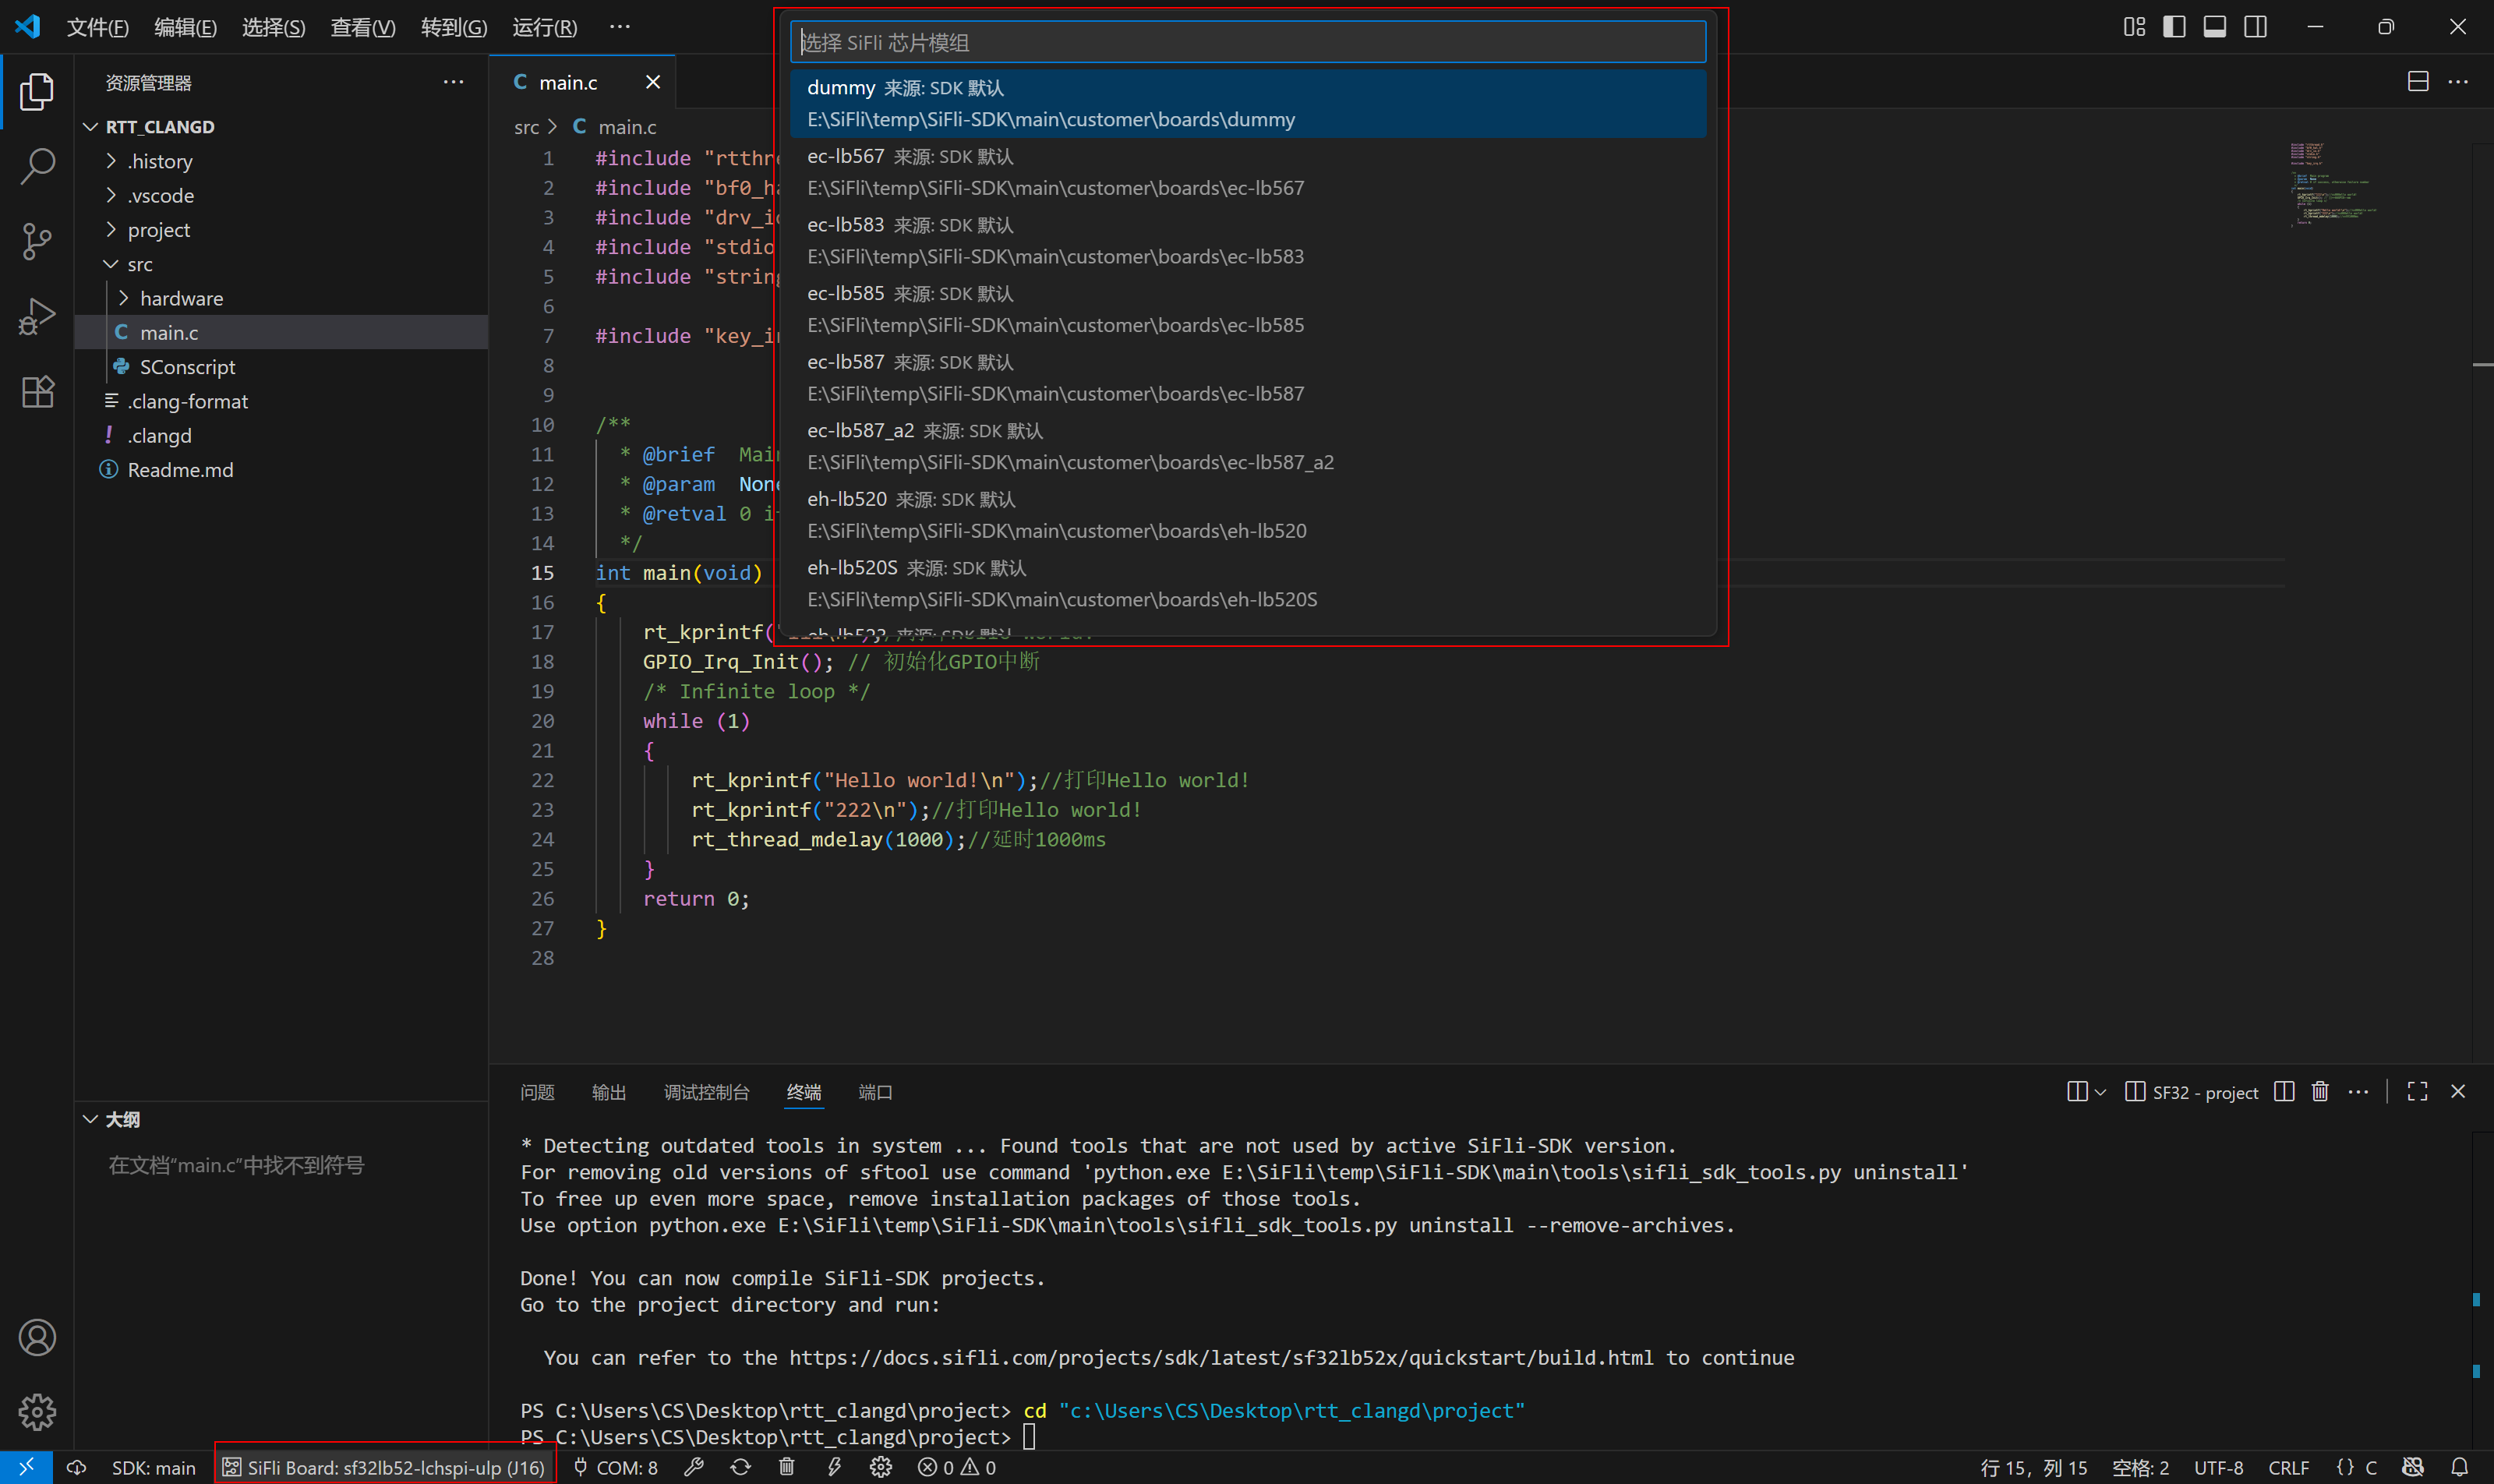 文件(F) 编辑(E) 选择(S) 查看(V) 转到(G) 运行(R) ···
选择 SiFli 芯片模组
dummy 来源: SDK 默认
E:\SiFli\temp\SiFli-SDK\main\customer\boards\dummy
ec-lb567 来源: SDK 默认
E:\SiFli\temp\SiFli-SDK\main\customer\boards\ec-lb567
ec-lb583 来源: SDK 默认
E:\SiFli\temp\SiFli-SDK\main\customer\boards\ec-lb583
ec-lb585 来源: SDK 默认
E:\SiFli\temp\SiFli-SDK\main\customer\boards\ec-lb585
ec-lb587 来源: SDK 默认
E:\SiFli\temp\SiFli-SDK\main\customer\boards\ec-lb587
ec-lb587_a2 来源: SDK 默认
E:\SiFli\temp\SiFli-SDK\main\customer\boards\ec-lb587_a2
eh-lb520 来源: SDK 默认
E:\SiFli\temp\SiFli-SDK\main\customer\boards\eh-lb520
eh-lb520S 来源: SDK 默认
E:\SiFli\temp\SiFli-SDK\main\customer\boards\eh-lb520S
eh-lb523 来源: SDK 默认
资源管理器
RTT_CLANGD
.history
.vscode
project
src
hardware
C main.c
SConscript
.clang-format
! .clangd
Readme.md
大纲
在文档"main.c"中找不到符号
C main.c
src > C main.c
1 #include "rtthre
2 #include "bf0_ha
3 #include "drv_io
4 #include "stdio
5 #include "string
6
7 #include "key_ir
8
9
10 /**
11 * @brief Main
12 * @param None
13 * @retval 0 i
14 */
15 int main(void)
16 {
17 rt_kprintf(
18 GPIO_Irq_Init(); // 初始化GPIO中断
19 /* Infinite loop */
20 while (1)
21 {
22 rt_kprintf("Hello world!\n");//打印Hello world!
23 rt_kprintf("222\n");//打印Hello world!
24 rt_thread_mdelay(1000);//延时1000ms
25 }
26 return 0;
27 }
28
问题 输出 调试控制台 终端 端口
SF32 - project
* Detecting outdated tools in system ... Found tools that are not used by active SiFli-SDK version.
For removing old versions of sftool use command 'python.exe E:\SiFli\temp\SiFli-SDK\main\tools\sifli_sdk_tools.py uninstall'
To free up even more space, remove installation packages of those tools.
Use option python.exe E:\SiFli\temp\SiFli-SDK\main\tools\sifli_sdk_tools.py uninstall --remove-archives.
Done! You can now compile SiFli-SDK projects.
Go to the project directory and run:
You can refer to the https://docs.sifli.com/projects/sdk/latest/sf32lb52x/quickstart/build.html to continue
PS C:\Users\CS\Desktop\rtt_clangd\project> cd "c:\Users\CS\Desktop\rtt_clangd\project"
PS C:\Users\CS\Desktop\rtt_clangd\project>
SDK: main SiFli Board: sf32lb52-lchspi-ulp (J16) COM: 8 0 0 行 15，列 15 空格: 2 UTF-8 CRLF {} C